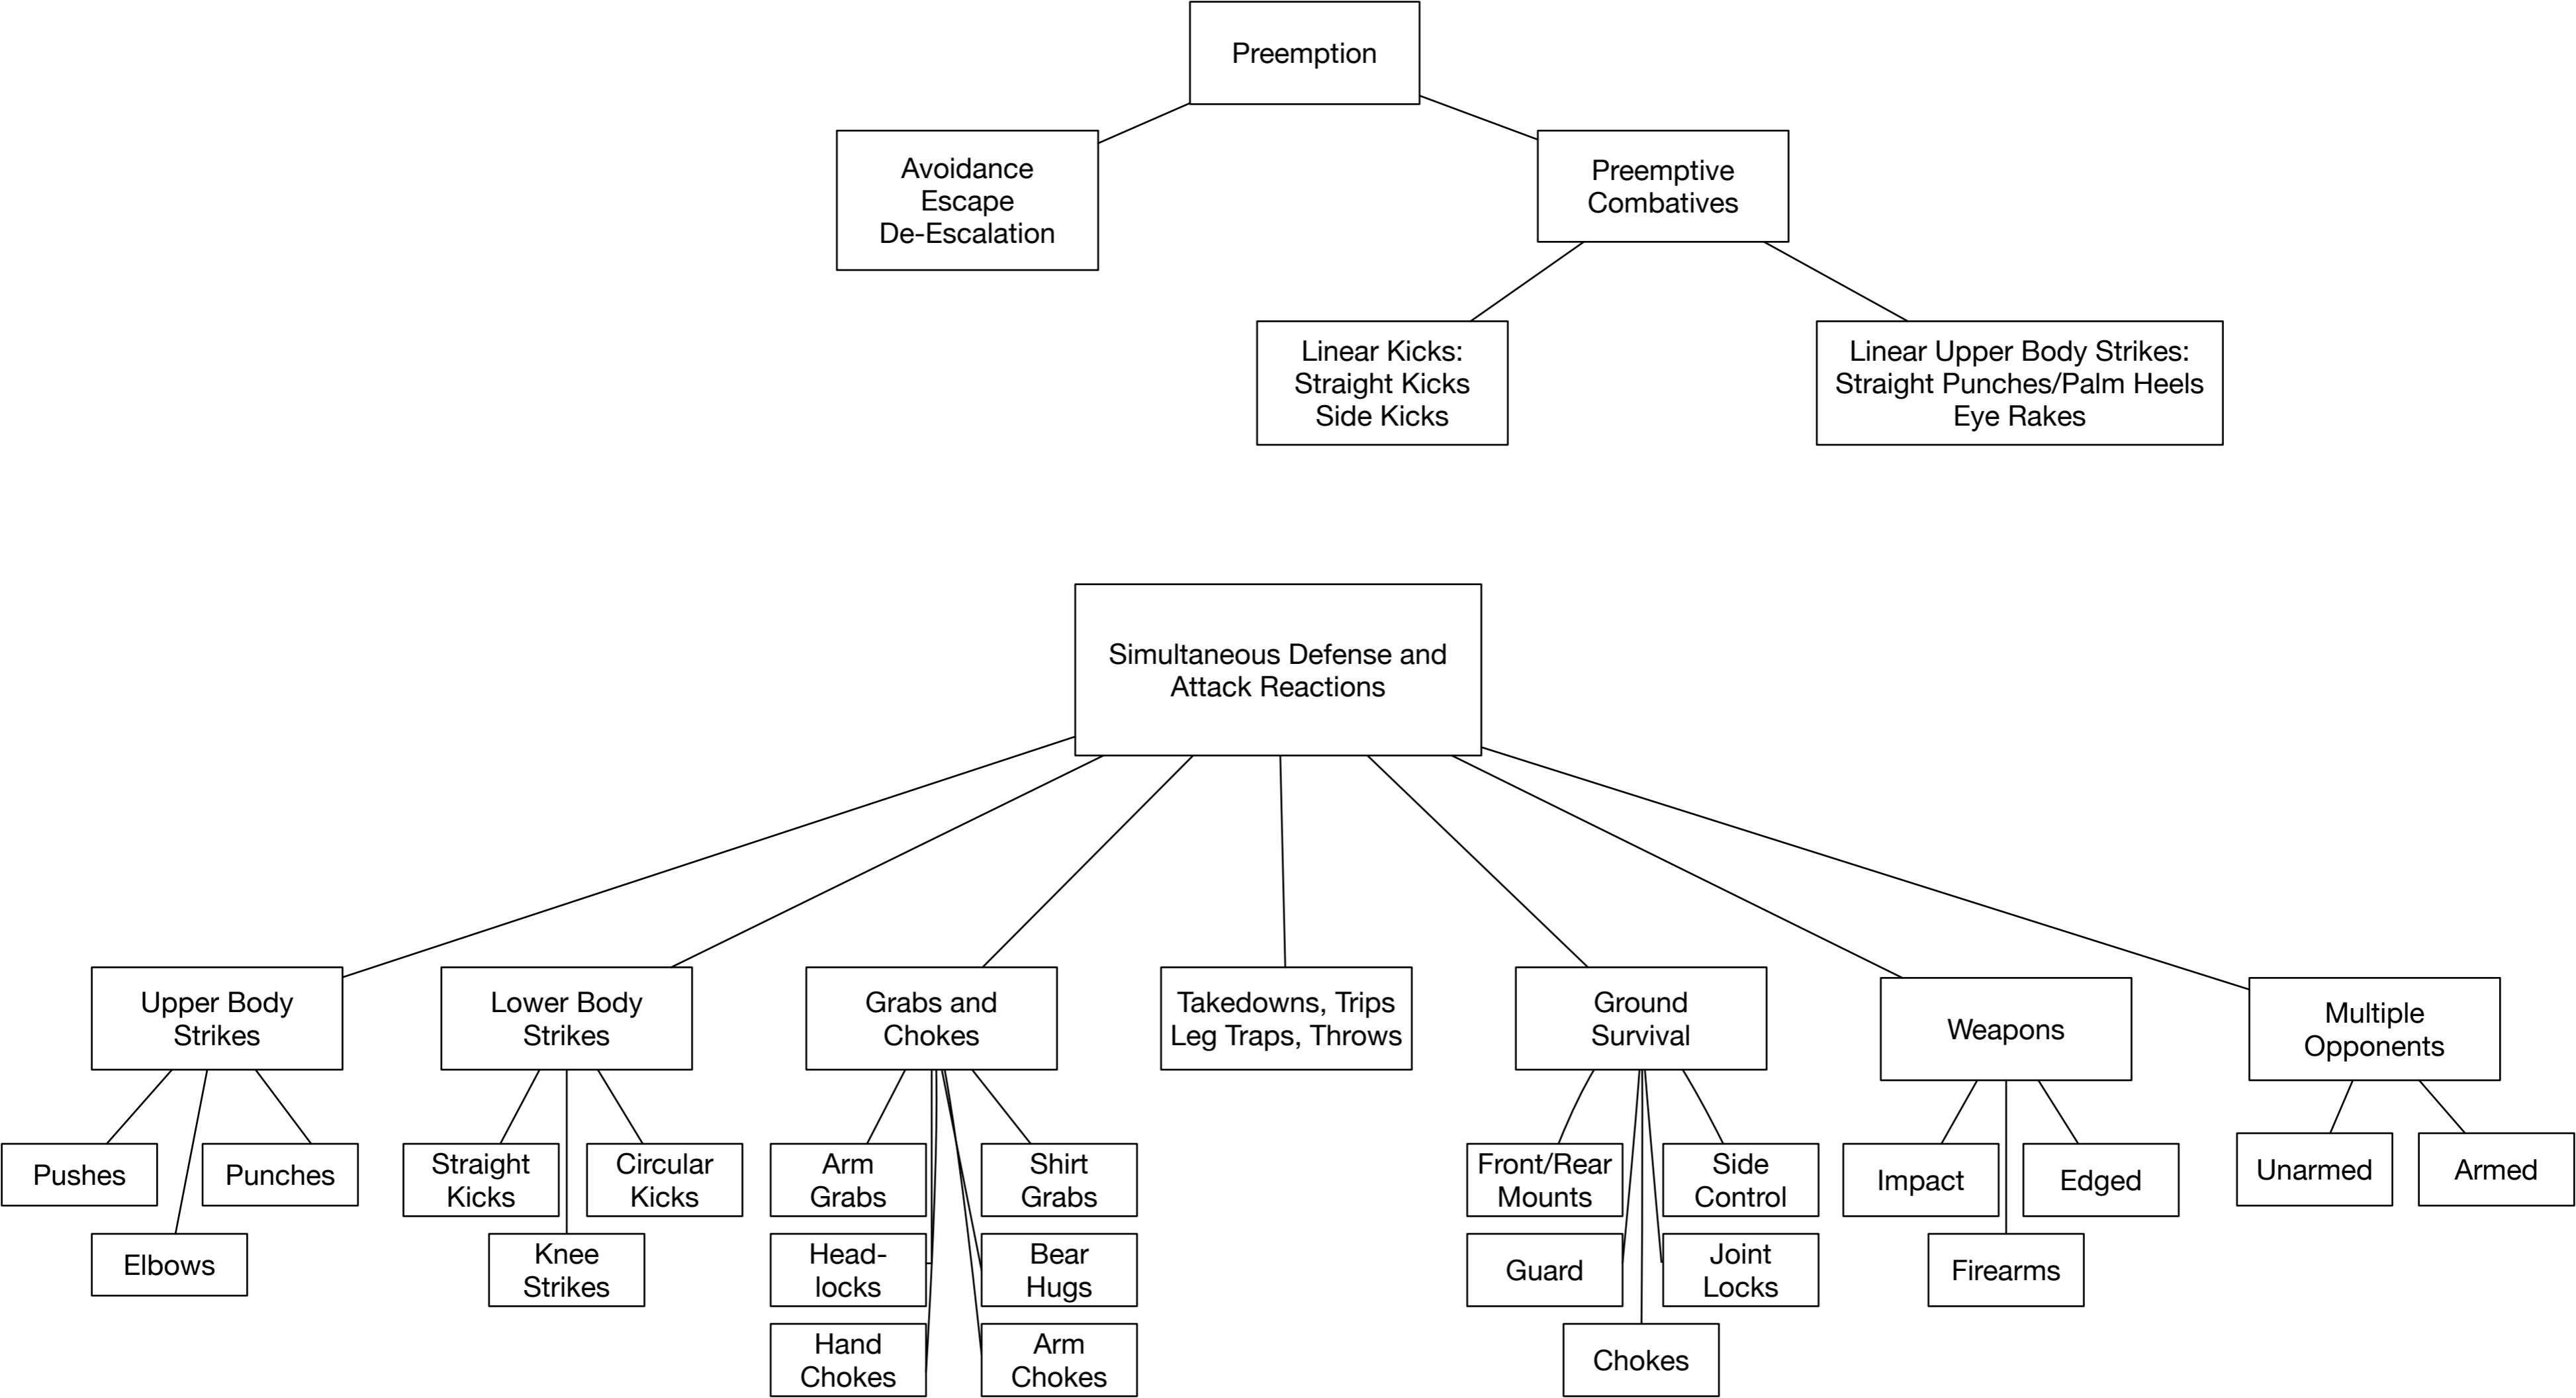 Preemption
Avoidance
Escape
De-Escalation
Preemptive
Combatives
Linear Kicks:
Straight Kicks
Side Kicks
Linear Upper Body Strikes:
Straight Punches/Palm Heels
Eye Rakes
Simultaneous Defense and
Attack Reactions
Upper Body
Strikes
Lower Body
Strikes
Grabs and
Chokes
Takedowns, Trips
Leg Traps, Throws
Ground
Survival
Weapons
Multiple
Opponents
Pushes
Punches
Elbows
Straight
Kicks
Circular
Kicks
Knee
Strikes
Arm
Grabs
Shirt
Grabs
Head-
locks
Bear
Hugs
Hand
Chokes
Arm
Chokes
Front/Rear
Mounts
Side
Control
Guard
Joint
Locks
Chokes
Impact
Edged
Firearms
Unarmed
Armed